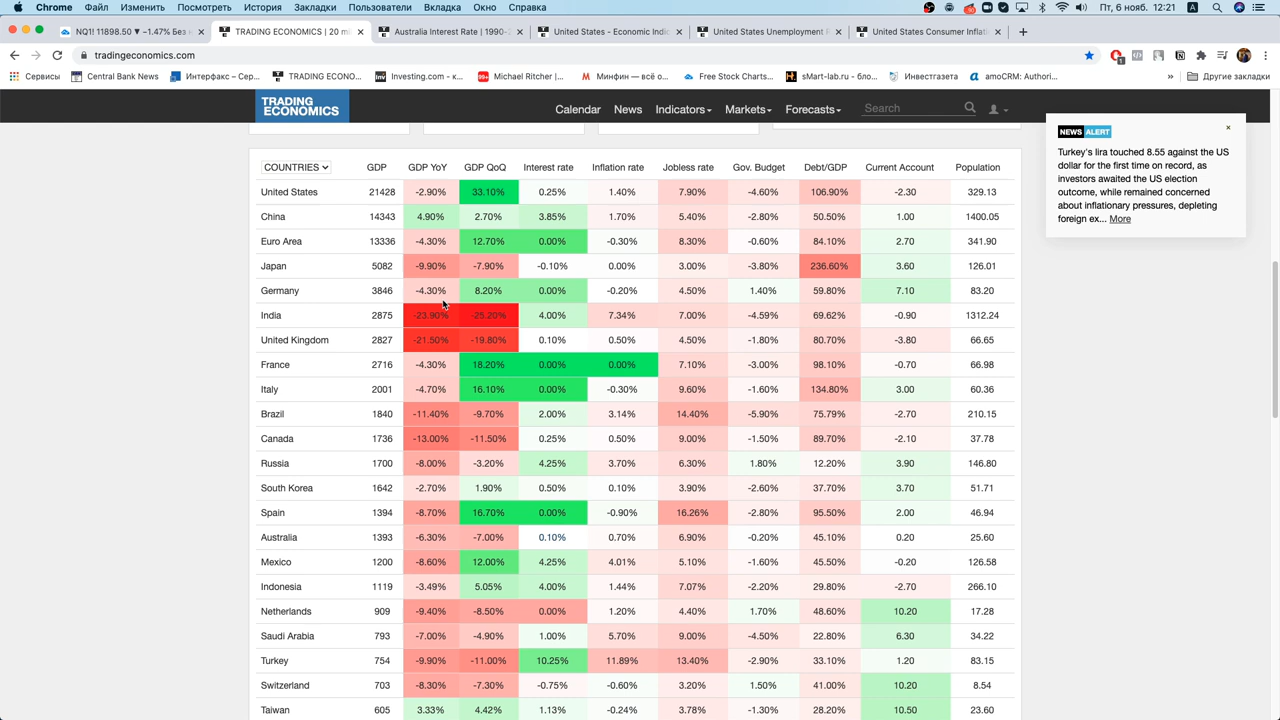 Chrome Файл Изменить Посмотреть История Закладки Пользователи Вкладка Окно Справка Пт, 6 нояб. 12:21
NQ1! 11898.50 ▼ −1.47% Без н TRADING ECONOMICS | 20 mi Australia Interest Rate | 1990-2 United States - Economic Indic United States Unemployment R United States Consumer Inflati
tradingeconomics.com
Сервисы Central Bank News Интерфакс – Сер... TRADING ECONO... Investing.com - к... Michael Ritcher |... Минфин — всё о... Free Stock Charts... sMart-lab.ru - бло... Инвестгазета amoCRM: Authori... » Другие закладки
TRADING ECONOMICS
Calendar News Indicators Markets Forecasts Search
NEWS ALERT ×
Turkey's lira touched 8.55 against the US
dollar for the first time on record, as
investors awaited the US election
outcome, while remained concerned
about inflationary pressures, depleting
foreign ex... More
COUNTRIES GDP GDP YoY GDP QoQ Interest rate Inflation rate Jobless rate Gov. Budget Debt/GDP Current Account Population
United States 21428 -2.90% 33.10% 0.25% 1.40% 7.90% -4.60% 106.90% -2.30 329.13
China 14343 4.90% 2.70% 3.85% 1.70% 5.40% -2.80% 50.50% 1.00 1400.05
Euro Area 13336 -4.30% 12.70% 0.00% -0.30% 8.30% -0.60% 84.10% 2.70 341.90
Japan 5082 -9.90% -7.90% -0.10% 0.00% 3.00% -3.80% 236.60% 3.60 126.01
Germany 3846 -4.30% 8.20% 0.00% -0.20% 4.50% 1.40% 59.80% 7.10 83.20
India 2875 -23.90% -25.20% 4.00% 7.34% 7.00% -4.59% 69.62% -0.90 1312.24
United Kingdom 2827 -21.50% -19.80% 0.10% 0.50% 4.50% -1.80% 80.70% -3.80 66.65
France 2716 -4.30% 18.20% 0.00% 0.00% 7.10% -3.00% 98.10% -0.70 66.98
Italy 2001 -4.70% 16.10% 0.00% -0.30% 9.60% -1.60% 134.80% 3.00 60.36
Brazil 1840 -11.40% -9.70% 2.00% 3.14% 14.40% -5.90% 75.79% -2.70 210.15
Canada 1736 -13.00% -11.50% 0.25% 0.50% 9.00% -1.50% 89.70% -2.10 37.78
Russia 1700 -8.00% -3.20% 4.25% 3.70% 6.30% 1.80% 12.20% 3.90 146.80
South Korea 1642 -2.70% 1.90% 0.50% 0.10% 3.90% -2.60% 37.70% 3.70 51.71
Spain 1394 -8.70% 16.70% 0.00% -0.90% 16.26% -2.80% 95.50% 2.00 46.94
Australia 1393 -6.30% -7.00% 0.10% 0.70% 6.90% -0.20% 45.10% 0.20 25.60
Mexico 1200 -8.60% 12.00% 4.25% 4.01% 5.10% -1.60% 45.50% -0.20 126.58
Indonesia 1119 -3.49% 5.05% 4.00% 1.44% 7.07% -2.20% 29.80% -2.70 266.10
Netherlands 909 -9.40% -8.50% 0.00% 1.20% 4.40% 1.70% 48.60% 10.20 17.28
Saudi Arabia 793 -7.00% -4.90% 1.00% 5.70% 9.00% -4.50% 22.80% 6.30 34.22
Turkey 754 -9.90% -11.00% 10.25% 11.89% 13.40% -2.90% 33.10% 1.20 83.15
Switzerland 703 -8.30% -7.30% -0.75% -0.60% 3.20% 1.50% 41.00% 10.20 8.54
Taiwan 605 3.33% 4.42% 1.13% -0.24% 3.78% -1.30% 28.20% 10.50 23.60